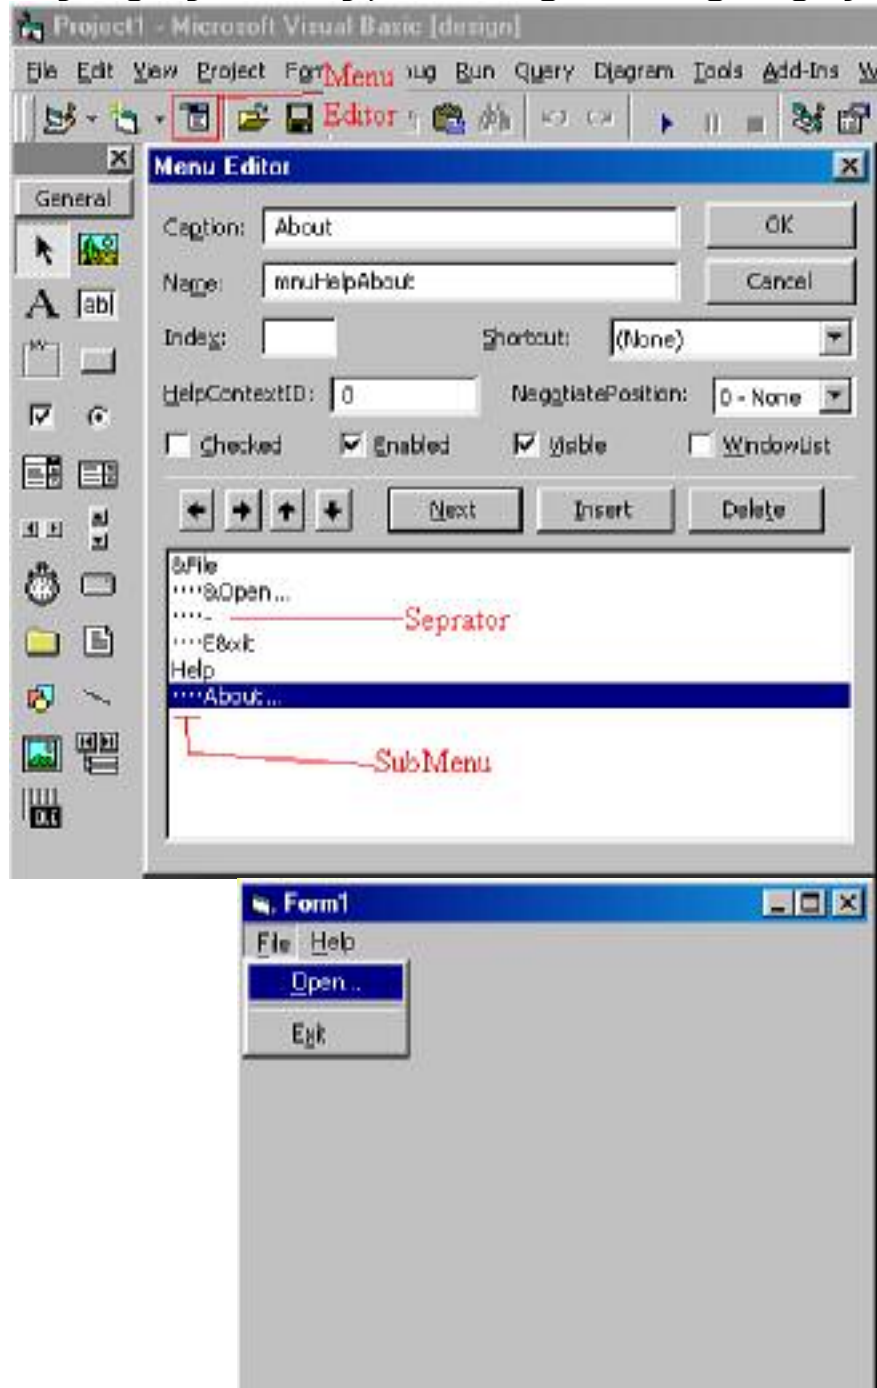 Project1 - Microsoft Visual Basic [design]
File Edit View Project Debug Run Query Diagram Tools Add-Ins
Menu
Editor
Menu Editor
General
Caption: About
OK
Name: mnuHelpAbout
Cancel
Index:
Shortcut: (None)
HelpContextID: 0
NegotiatePosition: 0 - None
Checked
Enabled
Visible
WindowList
Next
Insert
Delete
&File
····&Open...
····-
Seprator
····E&xit
Help
····About...
SubMenu
OLE
Form1
File Help
Open...
Exit